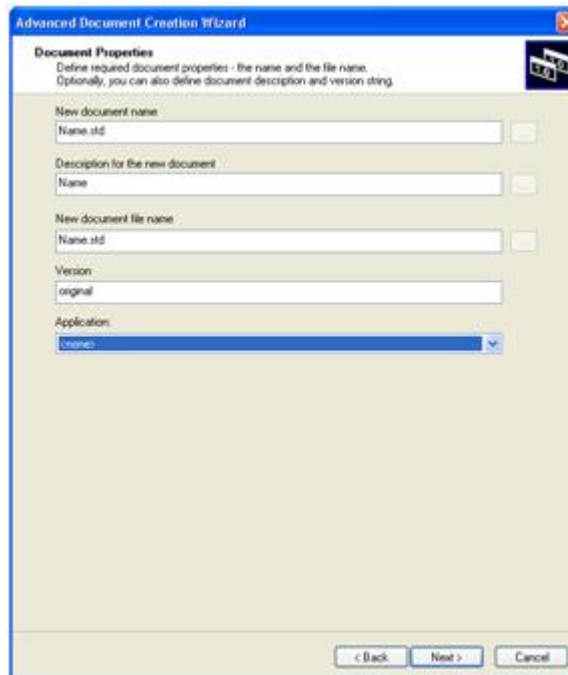 Advanced Document Creation Wizard
Document Properties
Define required document properties - the name and the file name.
Optionally, you can also define document description and version string.
New document name
Name.std
...
Description for the new document
Name
...
New document file name
Name.std
...
Version
original
Application:
<none>
< Back
Next >
Cancel